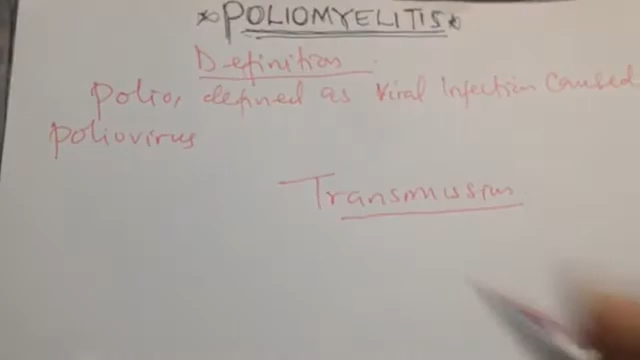 *POLIOMYELITIS*
Definition
Polio, defined as Viral Infection Caused
poliovirus
Transmission